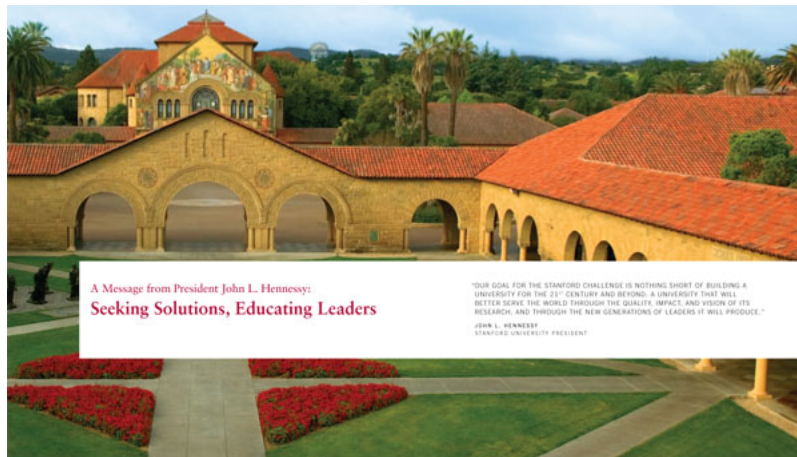 A Message from President John L. Hennessy:
Seeking Solutions, Educating Leaders
"OUR GOAL FOR THE STANFORD CHALLENGE IS NOTHING SHORT OF BUILDING A
UNIVERSITY FOR THE 21ST CENTURY AND BEYOND: A UNIVERSITY THAT WILL
BETTER SERVE THE WORLD THROUGH THE QUALITY, IMPACT, AND VISION OF ITS
RESEARCH, AND THROUGH THE NEW GENERATIONS OF LEADERS IT WILL PRODUCE."
JOHN L. HENNESSY
STANFORD UNIVERSITY PRESIDENT